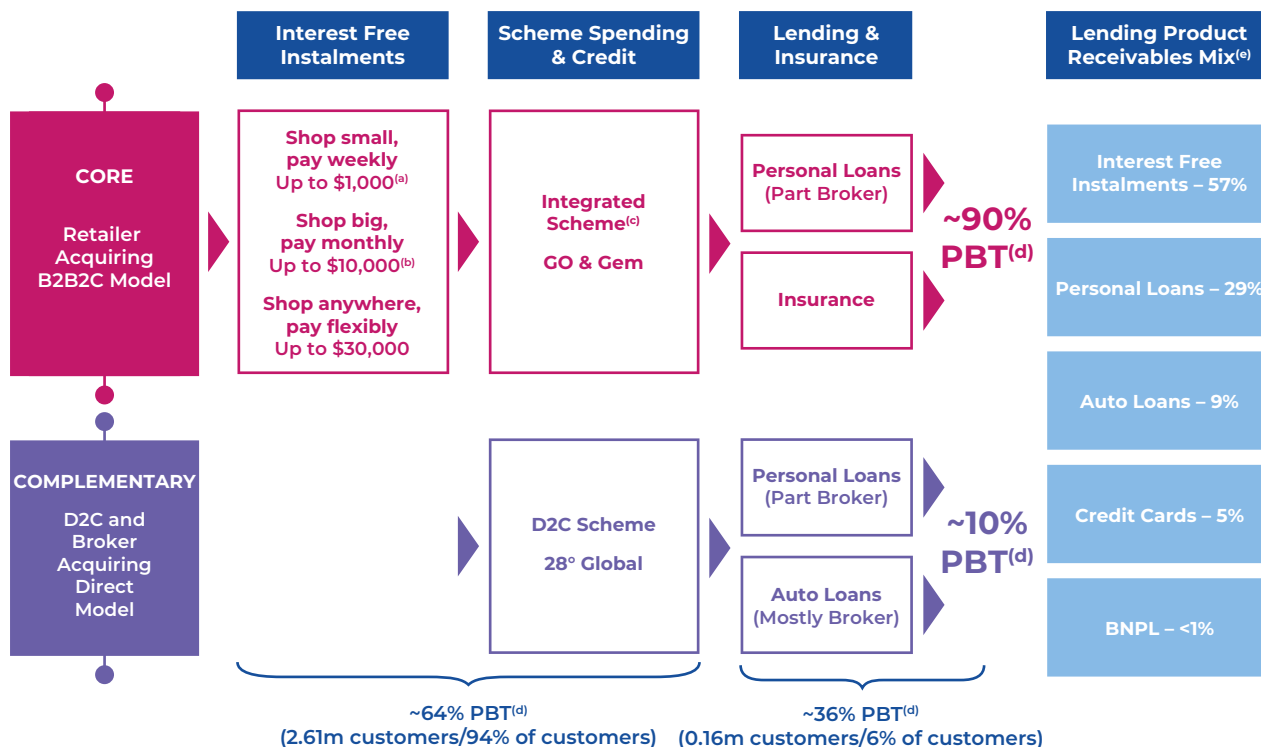 Interest Free
Instalments
Scheme Spending
& Credit
Lending &
Insurance
Lending Product
Receivables Mix(e)
CORE
Retailer
Acquiring
B2B2C Model
Shop small,
pay weekly
Up to $1,000(a)
Shop big,
pay monthly
Up to $10,000(b)
Shop anywhere,
pay flexibly
Up to $30,000
Integrated
Scheme(c)
GO & Gem
Personal Loans
(Part Broker)
Insurance
~90%
PBT(d)
COMPLEMENTARY
D2C and
Broker
Acquiring
Direct
Model
D2C Scheme
28° Global
Personal Loans
(Part Broker)
Auto Loans
(Mostly Broker)
~10%
PBT(d)
Interest Free
Instalments – 57%
Personal Loans – 29%
Auto Loans – 9%
Credit Cards – 5%
BNPL – <1%
~64% PBT(d)
(2.61m customers/94% of customers)
~36% PBT(d)
(0.16m customers/6% of customers)